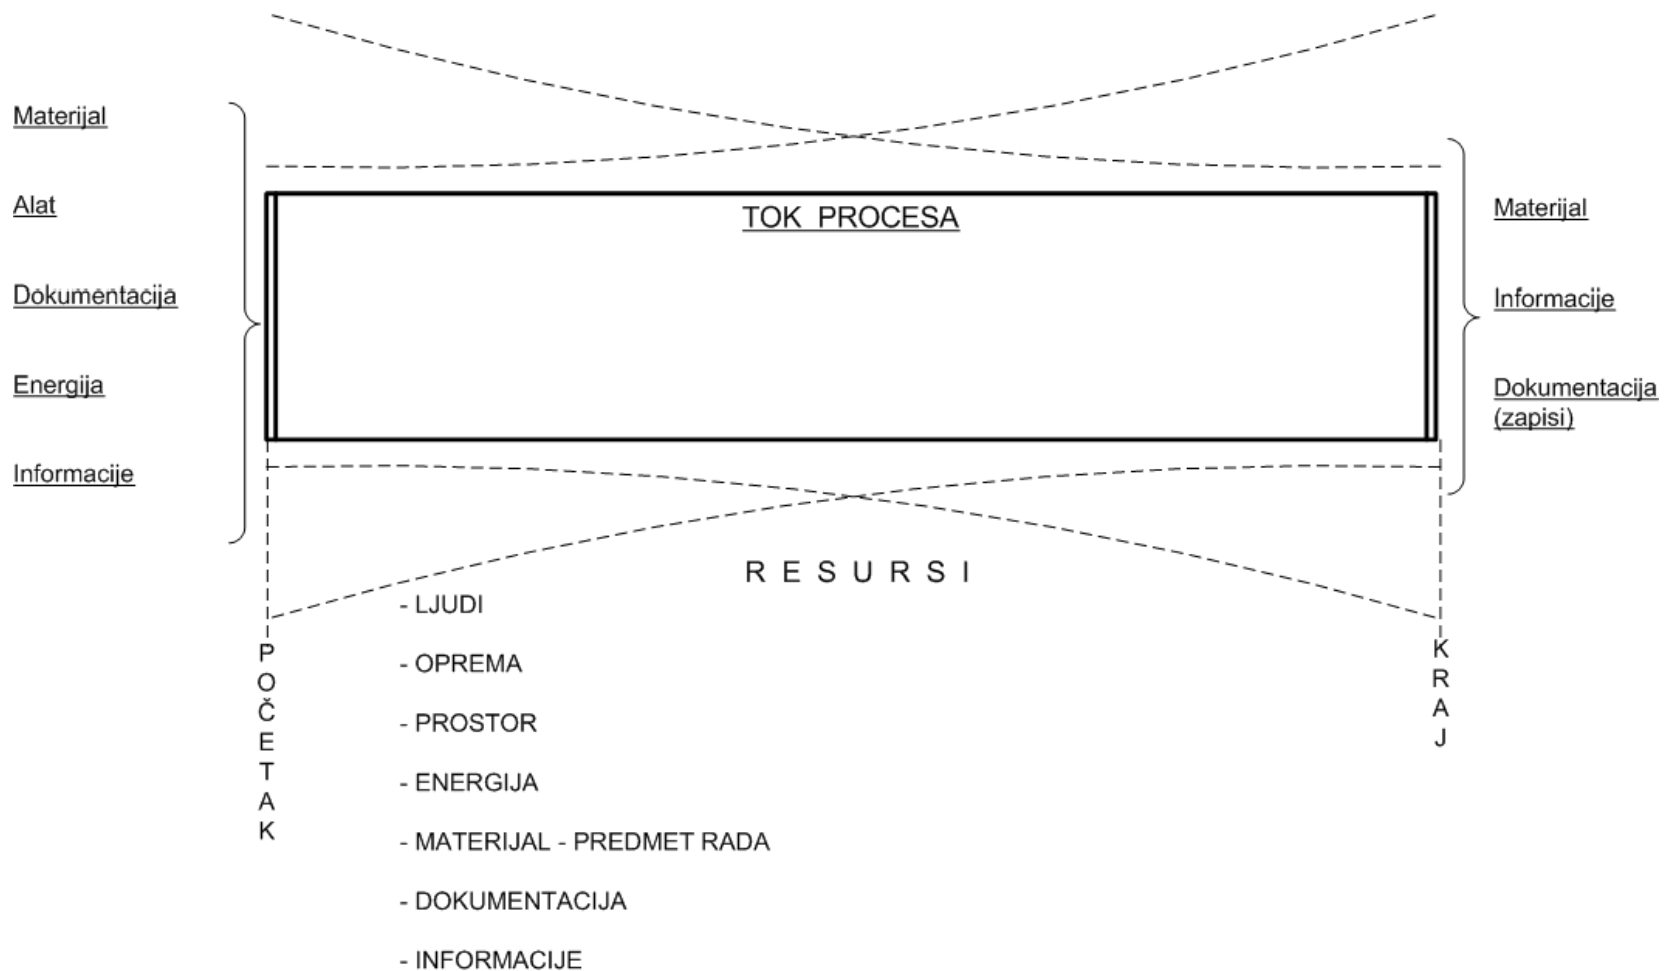 Materijal
Alat
Dokumentacija
Energija
Informacije
TOK PROCESA
Materijal
Informacije
Dokumentacija
(zapisi)
R E S U R S I
- LJUDI
- OPREMA
- PROSTOR
- ENERGIJA
- MATERIJAL - PREDMET RADA
- DOKUMENTACIJA
- INFORMACIJE
POČETAK
KRAJ